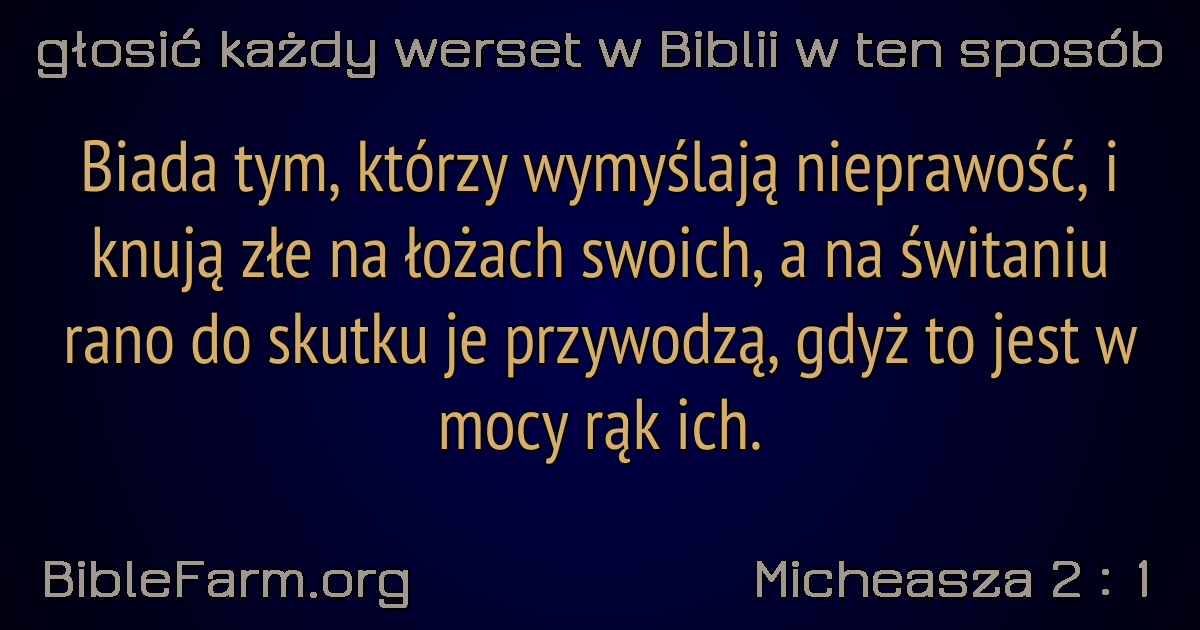 głosić każdy werset w Biblii w ten sposób
Biada tym, którzy wymyślają nieprawość, i
knują złe na łożach swoich, a na świtaniu
rano do skutku je przywodzą, gdyż to jest w
mocy rąk ich.
BibleFarm.org
Micheasza 2 : 1